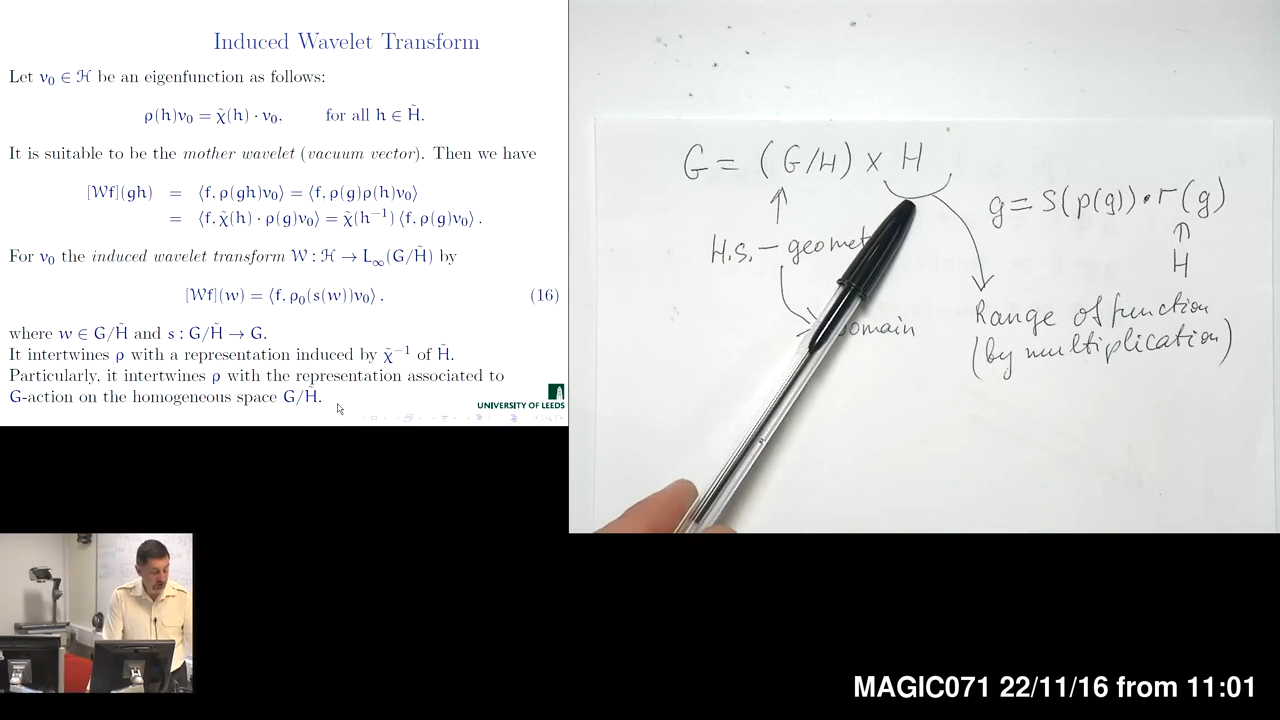 Induced Wavelet Transform
Let v₀ ∈ ℋ be an eigenfunction as follows:
ρ(h)v₀ = χ̃(h) · v₀, for all h ∈ H̃.
It is suitable to be the mother wavelet (vacuum vector). Then we have
[Wf](gh) = ⟨f, ρ(gh)v₀⟩ = ⟨f, ρ(g)ρ(h)v₀⟩
= ⟨f, χ̃(h) · ρ(g)v₀⟩ = χ̃(h⁻¹) ⟨f, ρ(g)v₀⟩ .
For v₀ the induced wavelet transform W : ℋ → L∞(G/H̃) by
[Wf](w) = ⟨f, ρ₀(s(w))v₀⟩ , (16)
where w ∈ G/H̃ and s : G/H̃ → G.
It intertwines ρ with a representation induced by χ̃⁻¹ of H̃.
Particularly, it intertwines ρ with the representation associated to
G-action on the homogeneous space G/H̃.
UNIVERSITY OF LEEDS
G = (G/H) × H
g = s(p(g)) · r(g)
H
H.s. – geomet
domain
Range of function
(by multiplication)
MAGIC071 22/11/16 from 11:01